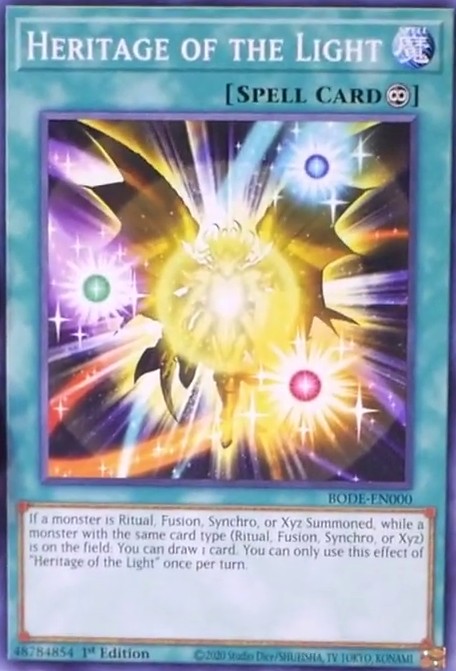 HERITAGE OF THE LIGHT
魔
[SPELL CARD ]
BODE-EN000
If a monster is Ritual, Fusion, Synchro, or Xyz Summoned, while a
monster with the same card type (Ritual, Fusion, Synchro, or Xyz)
is on the field: You can draw 1 card. You can only use this effect of
"Heritage of the Light" once per turn.
48784854 1st Edition ©2020 Studio Dice/SHUEISHA, TV TOKYO, KONAMI